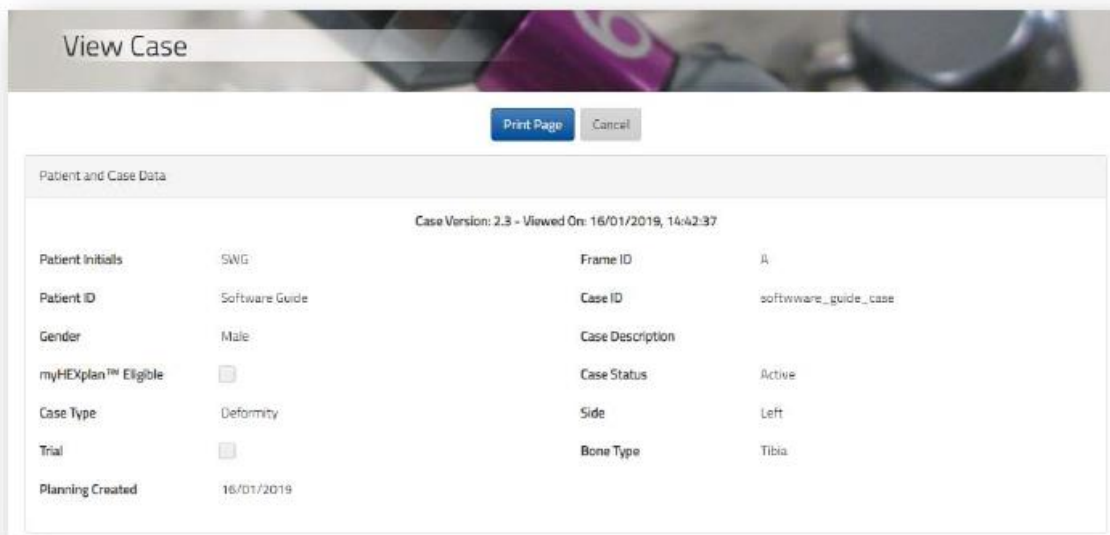 View Case
6
Print Page Cancel
Patient and Case Data
Case Version: 2.3 - Viewed On: 16/01/2019, 14:42:37
Patient Initials SWG Frame ID A
Patient ID Software Guide Case ID softwware_guide_case
Gender Male Case Description
myHEXplan™ Eligible Case Status Active
Case Type Deformity Side Left
Trial Bone Type Tibia
Planning Created 16/01/2019